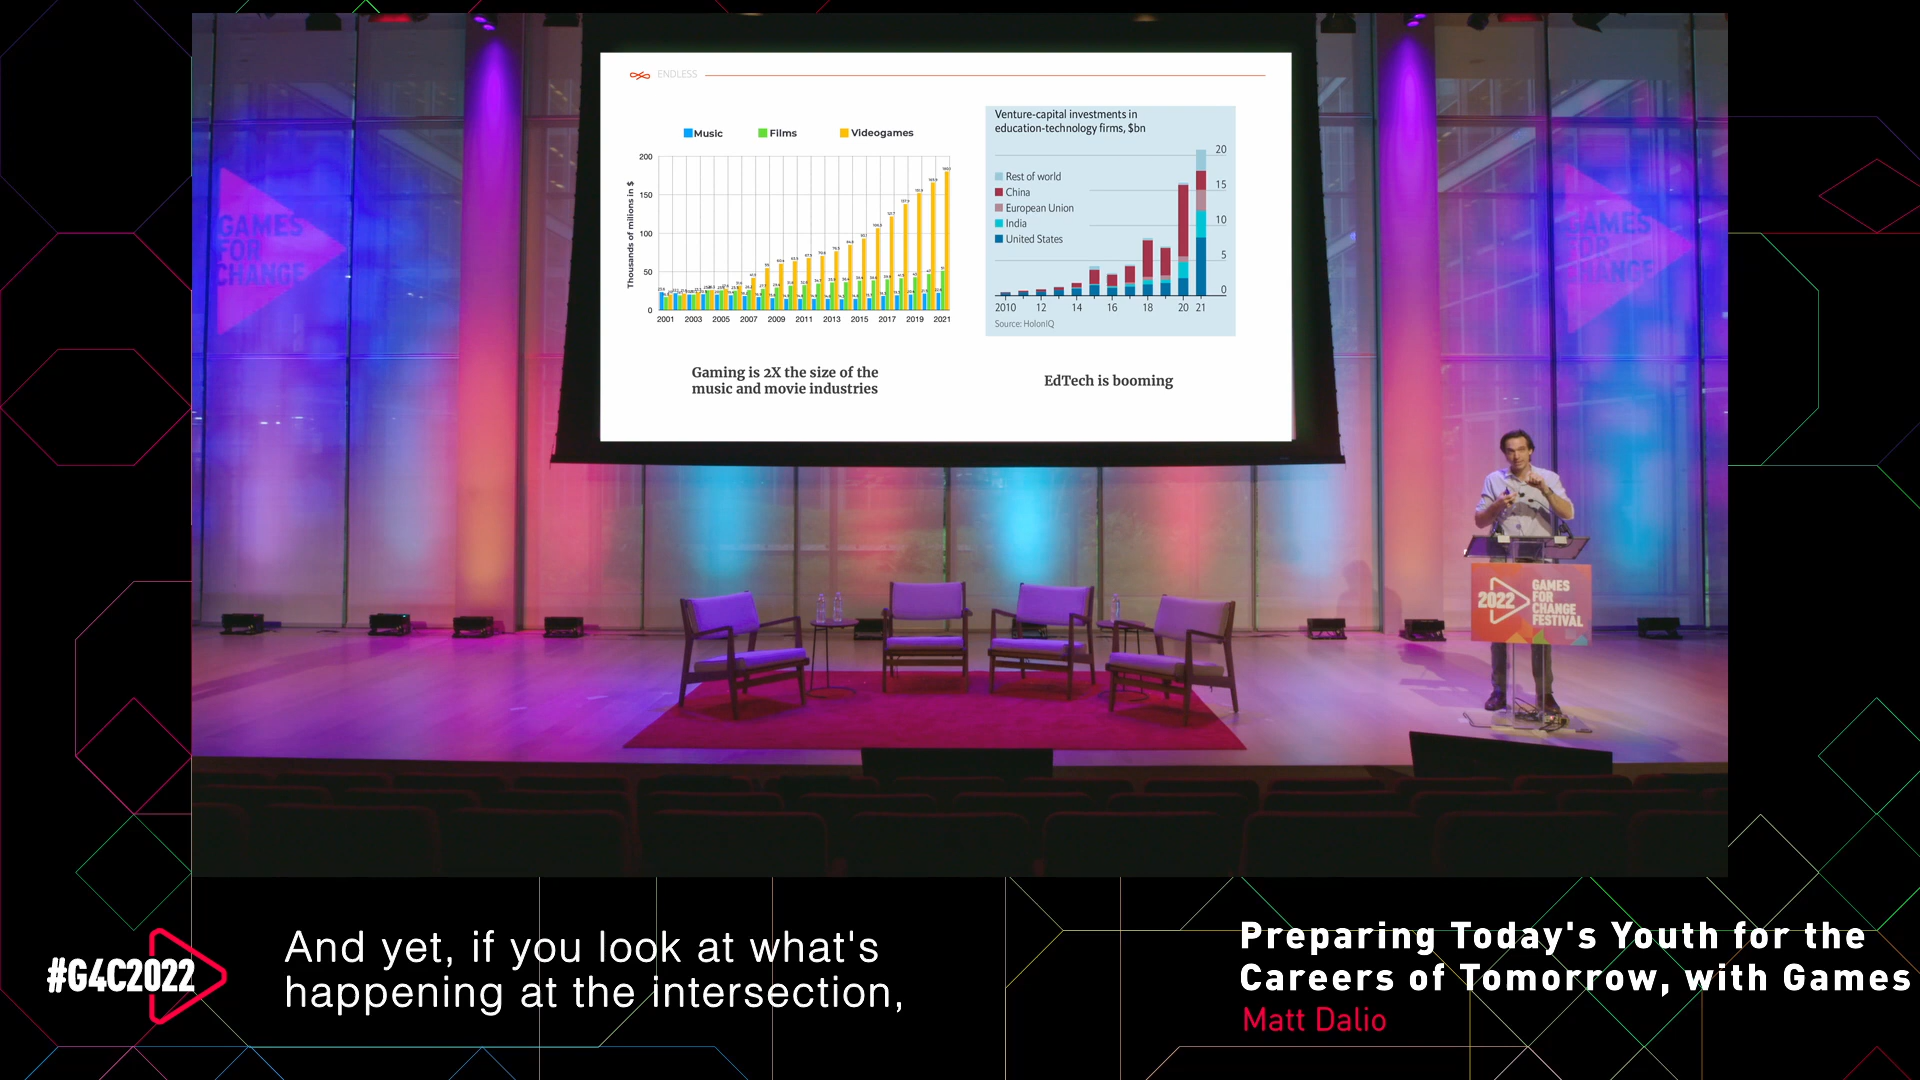 ENDLESS
Music
Films
Videogames
Thousands of milions in $
200
150
100
50
0
2001
2003
2005
2007
2009
2011
2013
2015
2017
2019
2021
Gaming is 2X the size of the
music and movie industries
Venture-capital investments in
education-technology firms, $bn
Rest of world
China
European Union
India
United States
20
15
10
5
0
2010
12
14
16
18
20
21
Source: HolonIQ
EdTech is booming
GAMES
FOR
CHANGE
GAMES
FOR
CHANGE
2022
GAMES
FOR
CHANGE
FESTIVAL
#G4C2022
And yet, if you look at what's
happening at the intersection,
Preparing Today's Youth for the
Careers of Tomorrow, with Games
Matt Dalio